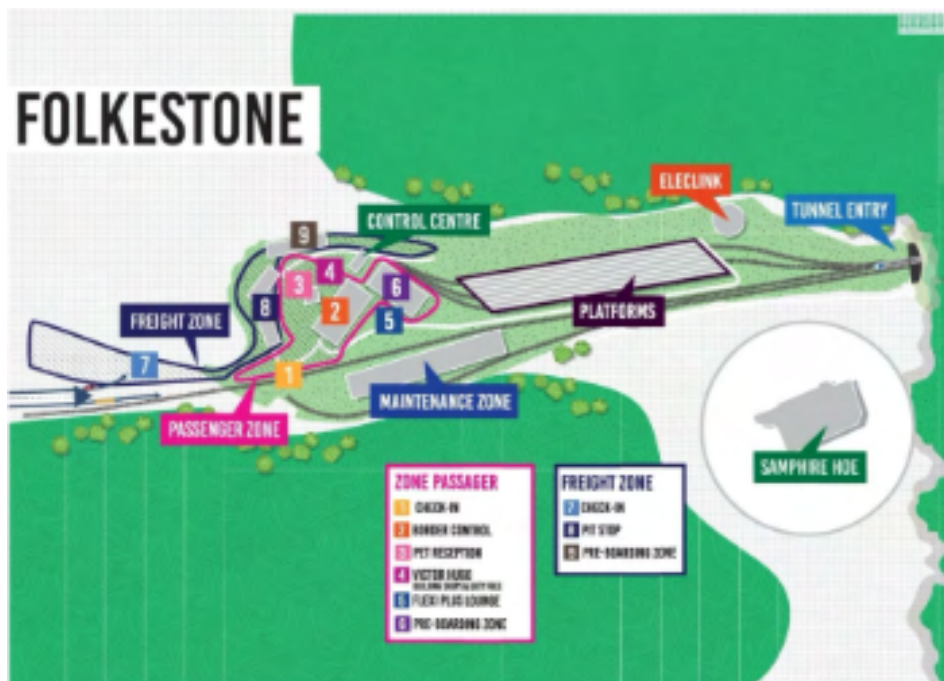 FOLKESTONE
ELECLINK
TUNNEL ENTRY
CONTROL CENTRE
9
4
3
6
8
2
5
PLATFORMS
FREIGHT ZONE
7
1
MAINTENANCE ZONE
PASSENGER ZONE
SAMPHIRE HOE
ZONE PASSAGER
1 CHECK-IN
2 BORDER CONTROL
3 PET RECEPTION
4 VICTOR HUGO
5 FLEXI PLUS LOUNGE
6 PRE-BOARDING ZONE
FREIGHT ZONE
7 CHECK-IN
8 PIT STOP
9 PRE-BOARDING ZONE